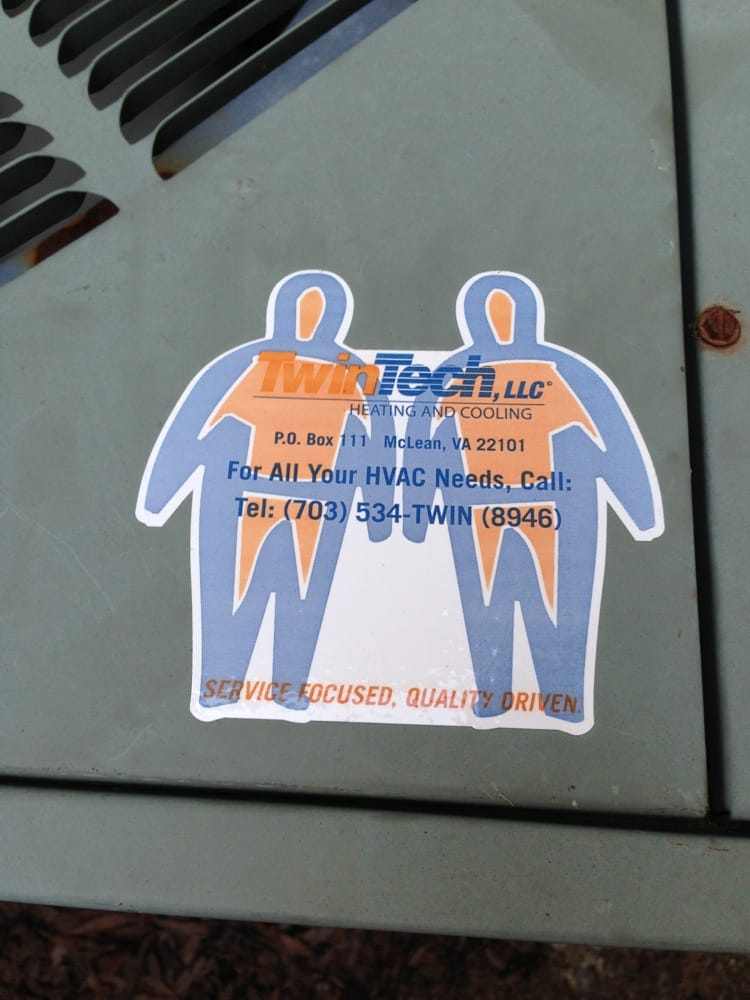 TwinTech, LLC©
HEATING AND COOLING
P.O. Box 111 McLean, VA 22101
For All Your HVAC Needs, Call:
Tel: (703) 534-TWIN (8946)
SERVICE FOCUSED, QUALITY DRIVEN